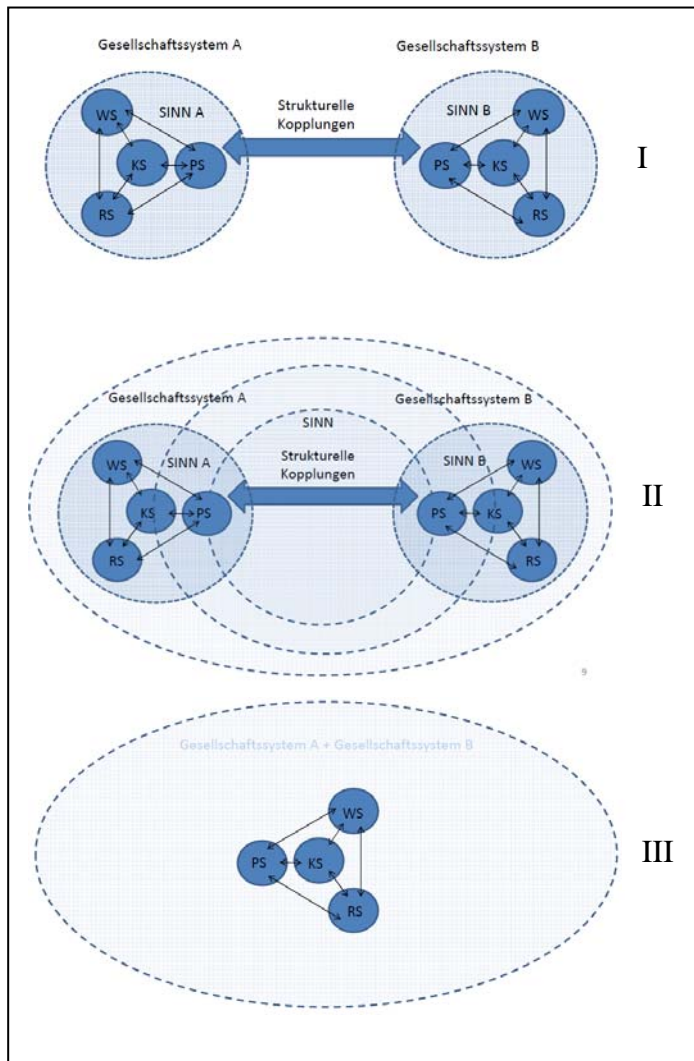 Gesellschaftssystem A
Gesellschaftssystem B
WS
SINN A
KS
PS
RS
Strukturelle
Kopplungen
SINN B
WS
PS
KS
RS
I
Gesellschaftssystem A
Gesellschaftssystem B
SINN
WS
SINN A
KS
PS
RS
Strukturelle
Kopplungen
SINN B
WS
PS
KS
RS
II
9
Gesellschaftssystem A + Gesellschaftssystem B
WS
PS
KS
RS
III